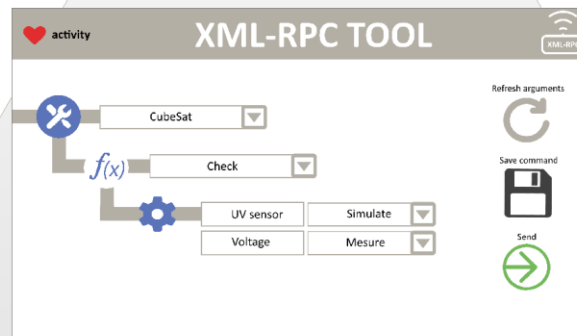 activity
XML-RPC TOOL
XML-RPC
Refresh arguments
CubeSat
Save command
f(x)
Check
UV sensor
Simulate
Send
Voltage
Mesure